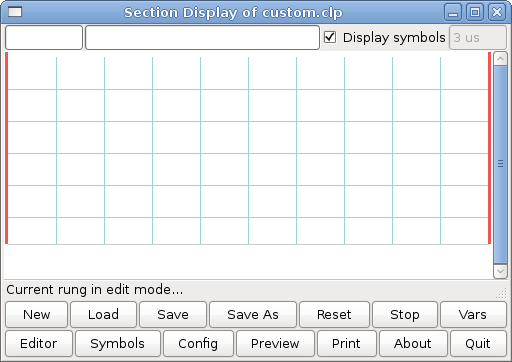 Section Display of custom.clp
Display symbols 3 us
Current rung in edit mode...
New Load Save Save As Reset Stop Vars
Editor Symbols Config Preview Print About Quit